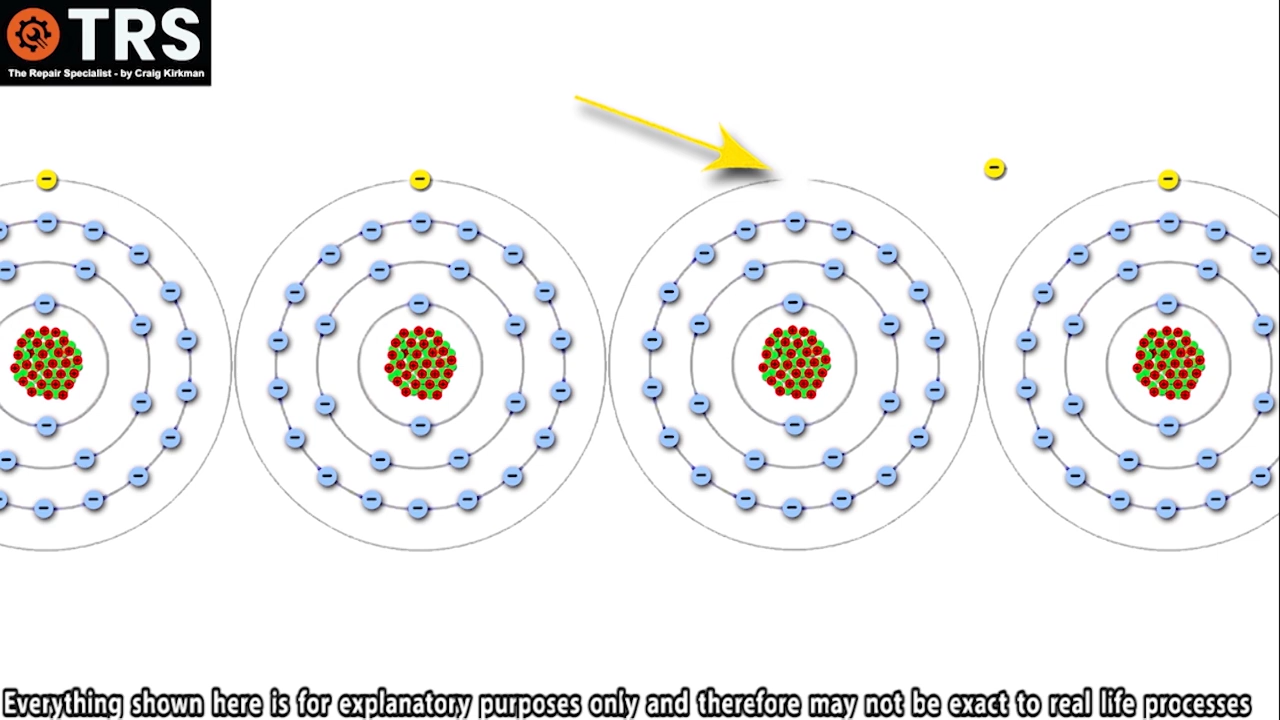 TRS
The Repair Specialist - by Craig Kirkman
Everything shown here is for explanatory purposes only and therefore may not be exact to real life processes